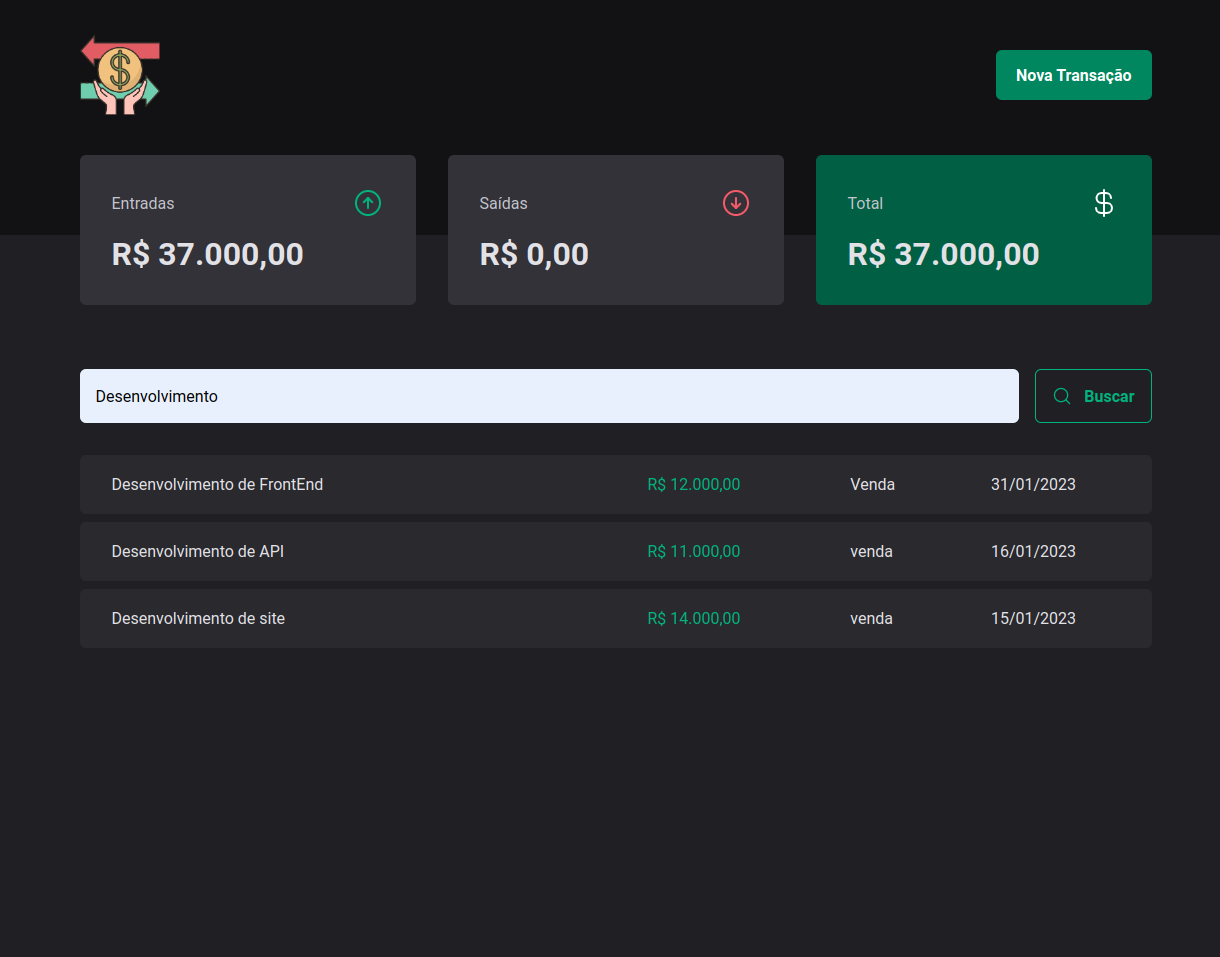 Nova Transação
Entradas
R$ 37.000,00
Saídas
R$ 0,00
Total
R$ 37.000,00
Desenvolvimento
Buscar
Desenvolvimento de FrontEnd R$ 12.000,00 Venda 31/01/2023
Desenvolvimento de API R$ 11.000,00 venda 16/01/2023
Desenvolvimento de site R$ 14.000,00 venda 15/01/2023